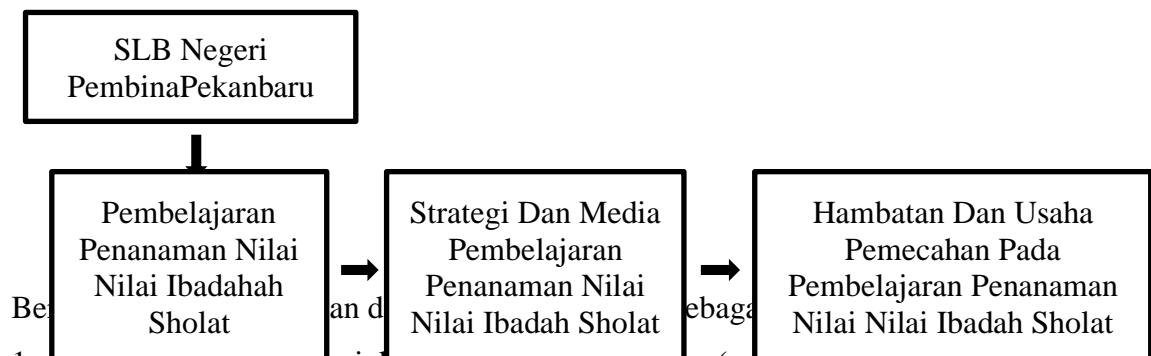 SLB Negeri
PembinaPekanbaru
Pembelajaran
Penanaman Nilai
Nilai Ibadahah
Sholat
Strategi Dan Media
Pembelajaran
Penanaman Nilai
Nilai Ibadah Sholat
Hambatan Dan Usaha
Pemecahan Pada
Pembelajaran Penanaman
Nilai Nilai Ibadah Sholat